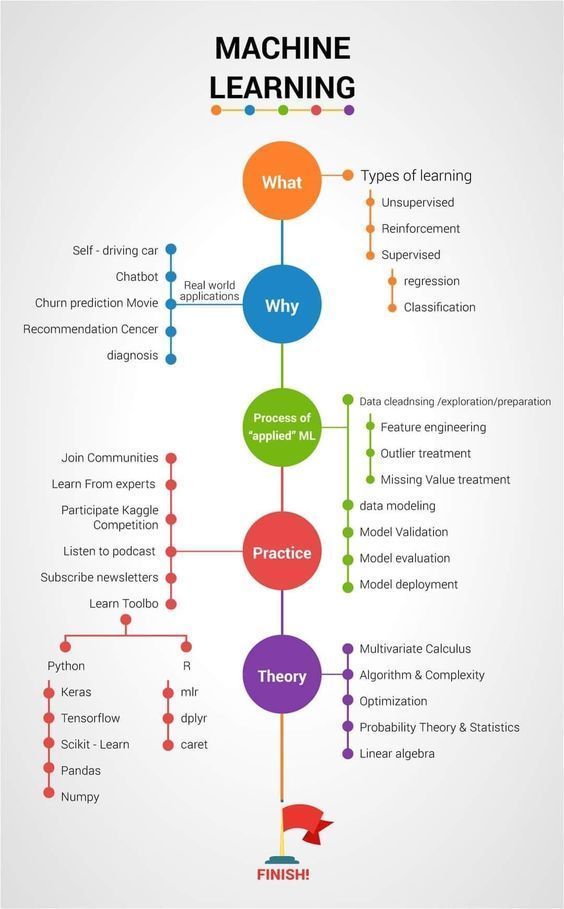 MACHINE
LEARNING
What
Types of learning
Unsupervised
Reinforcement
Supervised
regression
Classification
Why
Real world
applications
Self - driving car
Chatbot
Churn prediction Movie
Recommendation Cencer
diagnosis
Process of
“applied” ML
Data cleadnsing /exploration/preparation
Feature engineering
Outlier treatment
Missing Value treatment
data modeling
Model Validation
Model evaluation
Model deployment
Practice
Join Communities
Learn From experts
Participate Kaggle
Competition
Listen to podcast
Subscribe newsletters
Learn Toolbo
Python
Keras
Tensorflow
Scikit - Learn
Pandas
Numpy
R
mlr
dplyr
caret
Theory
Multivariate Calculus
Algorithm & Complexity
Optimization
Probability Theory & Statistics
Linear algebra
FINISH!